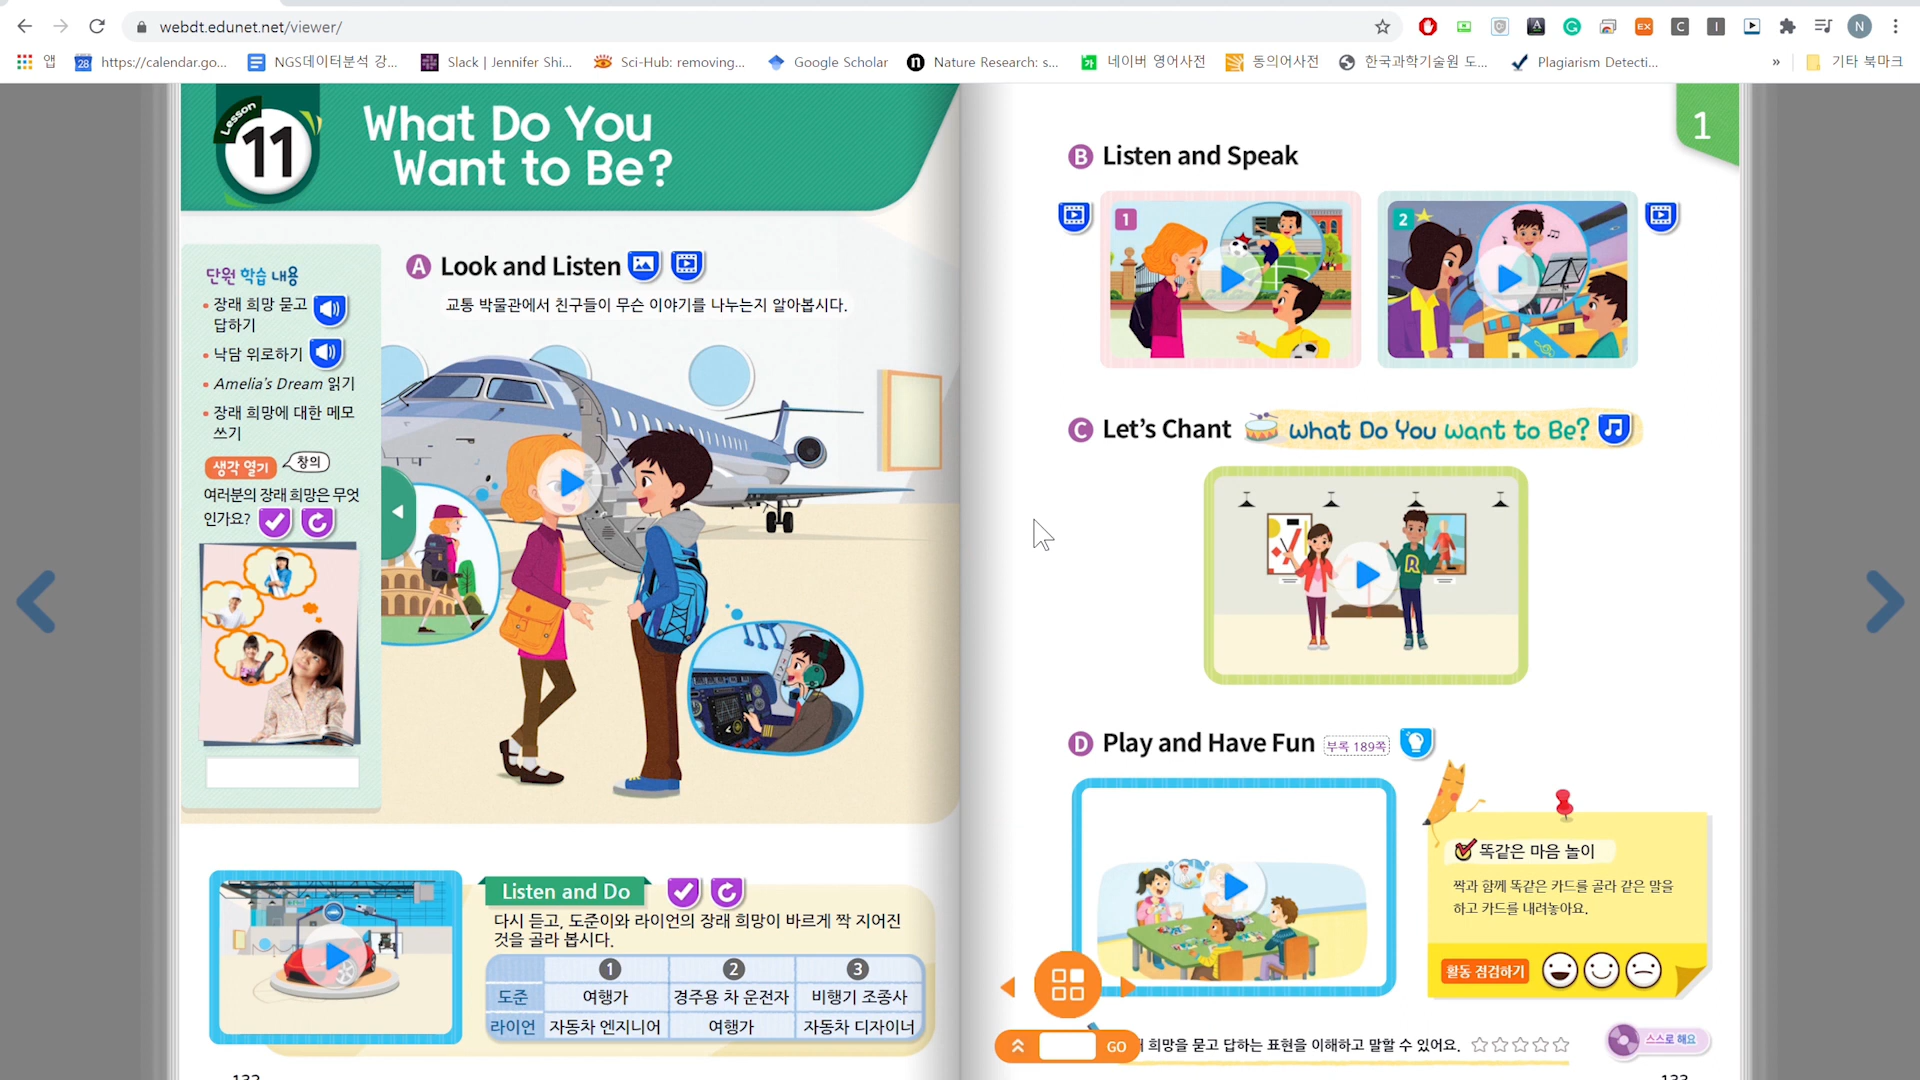 webdt.edunet.net/viewer/
앱
https://calendar.go...
NGS데이터분석 강...
Slack | Jennifer Shi...
Sci-Hub: removing...
Google Scholar
Nature Research: s...
네이버 영어사전
동의어사전
한국과학기술원 도...
Plagiarism Detecti...
»
기타 북마크
Lesson
11
What Do You
Want to Be?
단원 학습 내용
• 장래 희망 묻고
답하기
• 낙담 위로하기
• Amelia's Dream 읽기
• 장래 희망에 대한 메모
쓰기
생각 열기
창의
여러분의 장래 희망은 무엇
인가요?
A Look and Listen
교통 박물관에서 친구들이 무슨 이야기를 나누는지 알아봅시다.
Listen and Do
다시 듣고, 도준이와 라이언의 장래 희망이 바르게 짝 지어진
것을 골라 봅시다.
1 2 3
도준 여행가 경주용 차 운전자 비행기 조종사
라이언 자동차 엔지니어 여행가 자동차 디자이너
132
1
B Listen and Speak
1
2
C Let's Chant
What Do You Want to Be?
R
D Play and Have Fun
부록 189쪽
똑같은 마음 놀이
짝과 함께 똑같은 카드를 골라 같은 말을
하고 카드를 내려놓아요.
활동 점검하기
GO
희망을 묻고 답하는 표현을 이해하고 말할 수 있어요.
스스로 해요
133